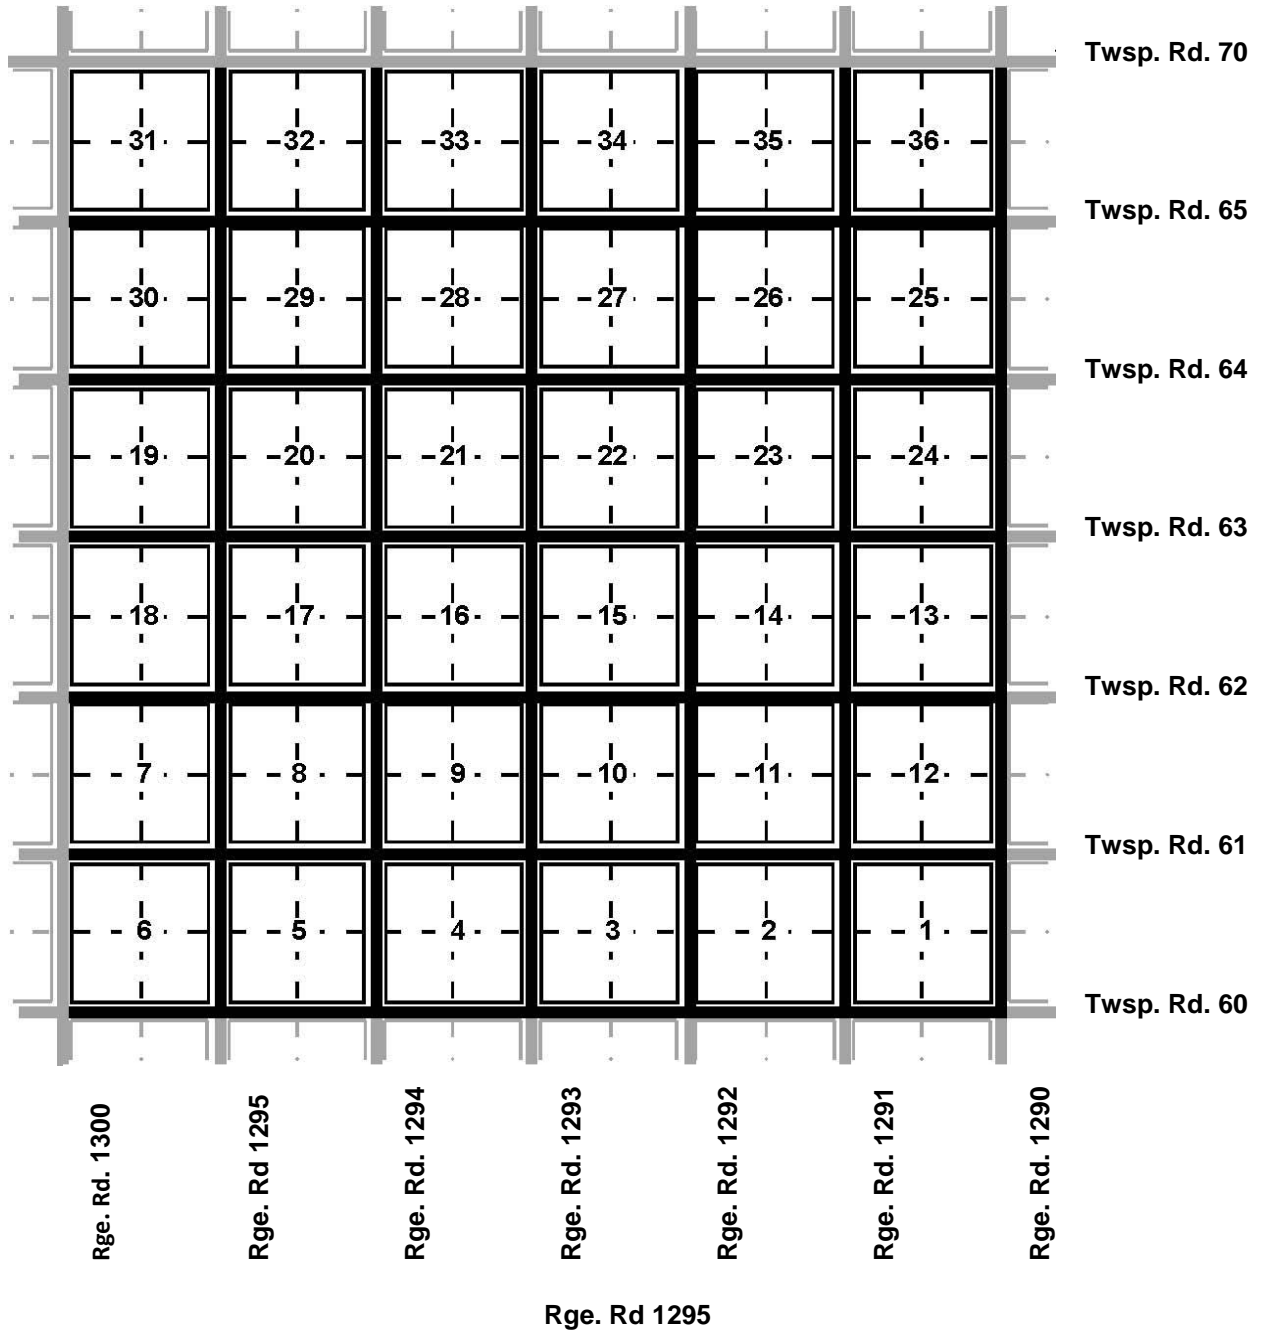 Twsp. Rd. 70
31 32 33 34 35 36
Twsp. Rd. 65
30 29 28 27 26 25
Twsp. Rd. 64
19 20 21 22 23 24
Twsp. Rd. 63
18 17 16 15 14 13
Twsp. Rd. 62
7 8 9 10 11 12
Twsp. Rd. 61
6 5 4 3 2 1
Twsp. Rd. 60
Rge. Rd. 1300
Rge. Rd 1295
Rge. Rd. 1294
Rge. Rd. 1293
Rge. Rd. 1292
Rge. Rd. 1291
Rge. Rd. 1290
Rge. Rd 1295